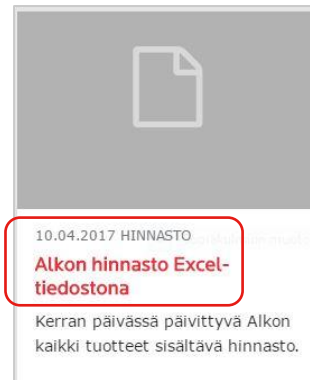 10.04.2017 HINNASTO
Alkon hinnasto Excel-
tiedostona
Kerran päivässä päivittyvä Alkon
kaikki tuotteet sisältävä hinnasto.